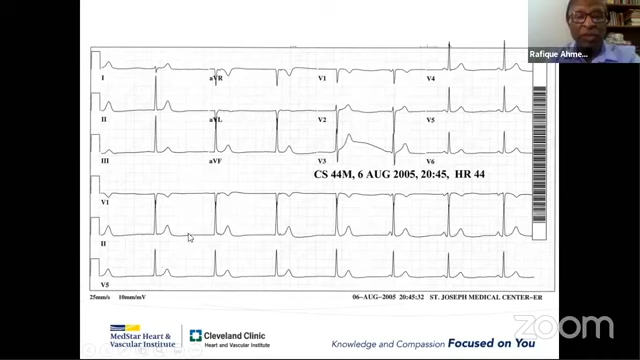 Rafique Ahme...
I aVR V1 V4
II aVL V2 V5
III aVF V3 V6
CS 44M, 6 AUG 2005, 20:45, HR 44
V1
II
V5
25mm/s 10mm/mV 06-AUG-2005 20:45:32 ST. JOSEPH MEDICAL CENTER-ER
MedStar Heart &
Vascular Institute
Cleveland Clinic
Heart and Vascular Institute
Knowledge and Compassion Focused on You
zoom